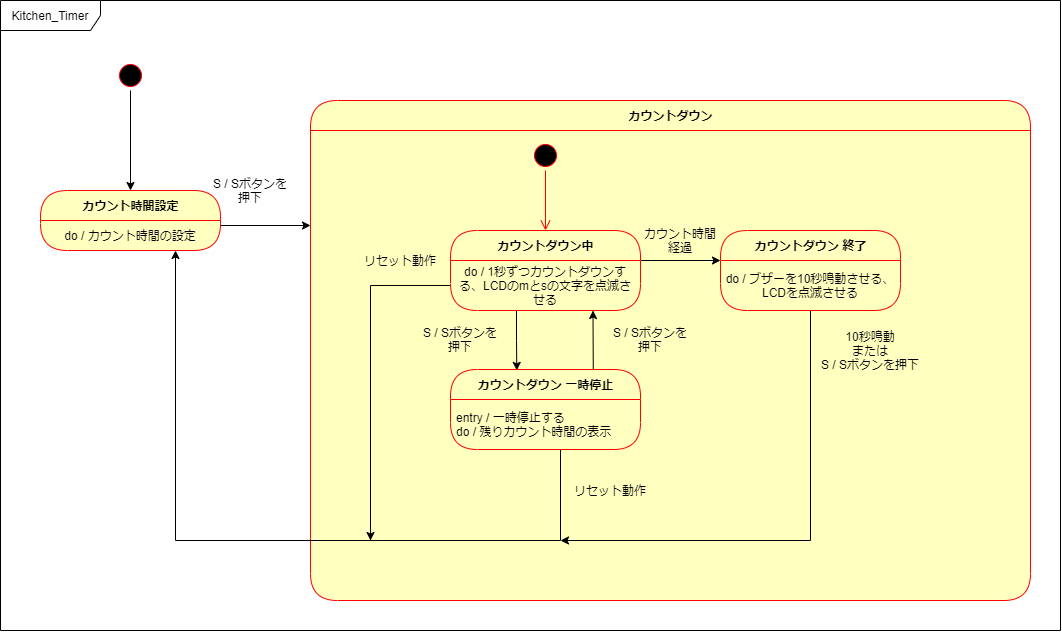 Kitchen_Timer
カウントダウン
S / Sボタンを
押下
カウント時間設定
do / カウント時間の設定
カウントダウン中
do / 1秒ずつカウントダウンす
る、LCDのmとsの文字を点滅さ
せる
カウント時間
経過
カウントダウン 終了
do / ブザーを10秒鳴動させる、
LCDを点滅させる
リセット動作
S / Sボタンを
押下
S / Sボタンを
押下
10秒鳴動
または
S / Sボタンを押下
カウントダウン 一時停止
entry / 一時停止する
do / 残りカウント時間の表示
リセット動作